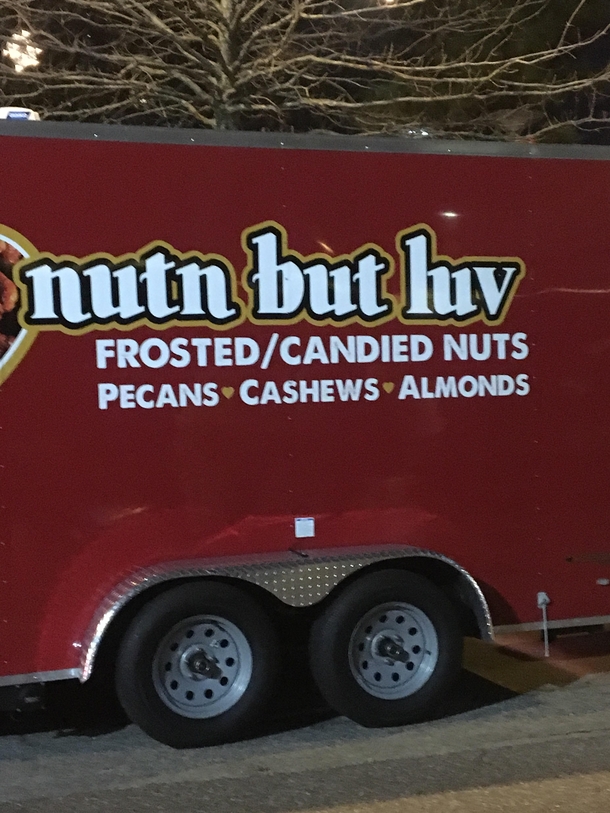 nutn but luv
FROSTED/CANDIED NUTS
PECANS CASHEWS ALMONDS